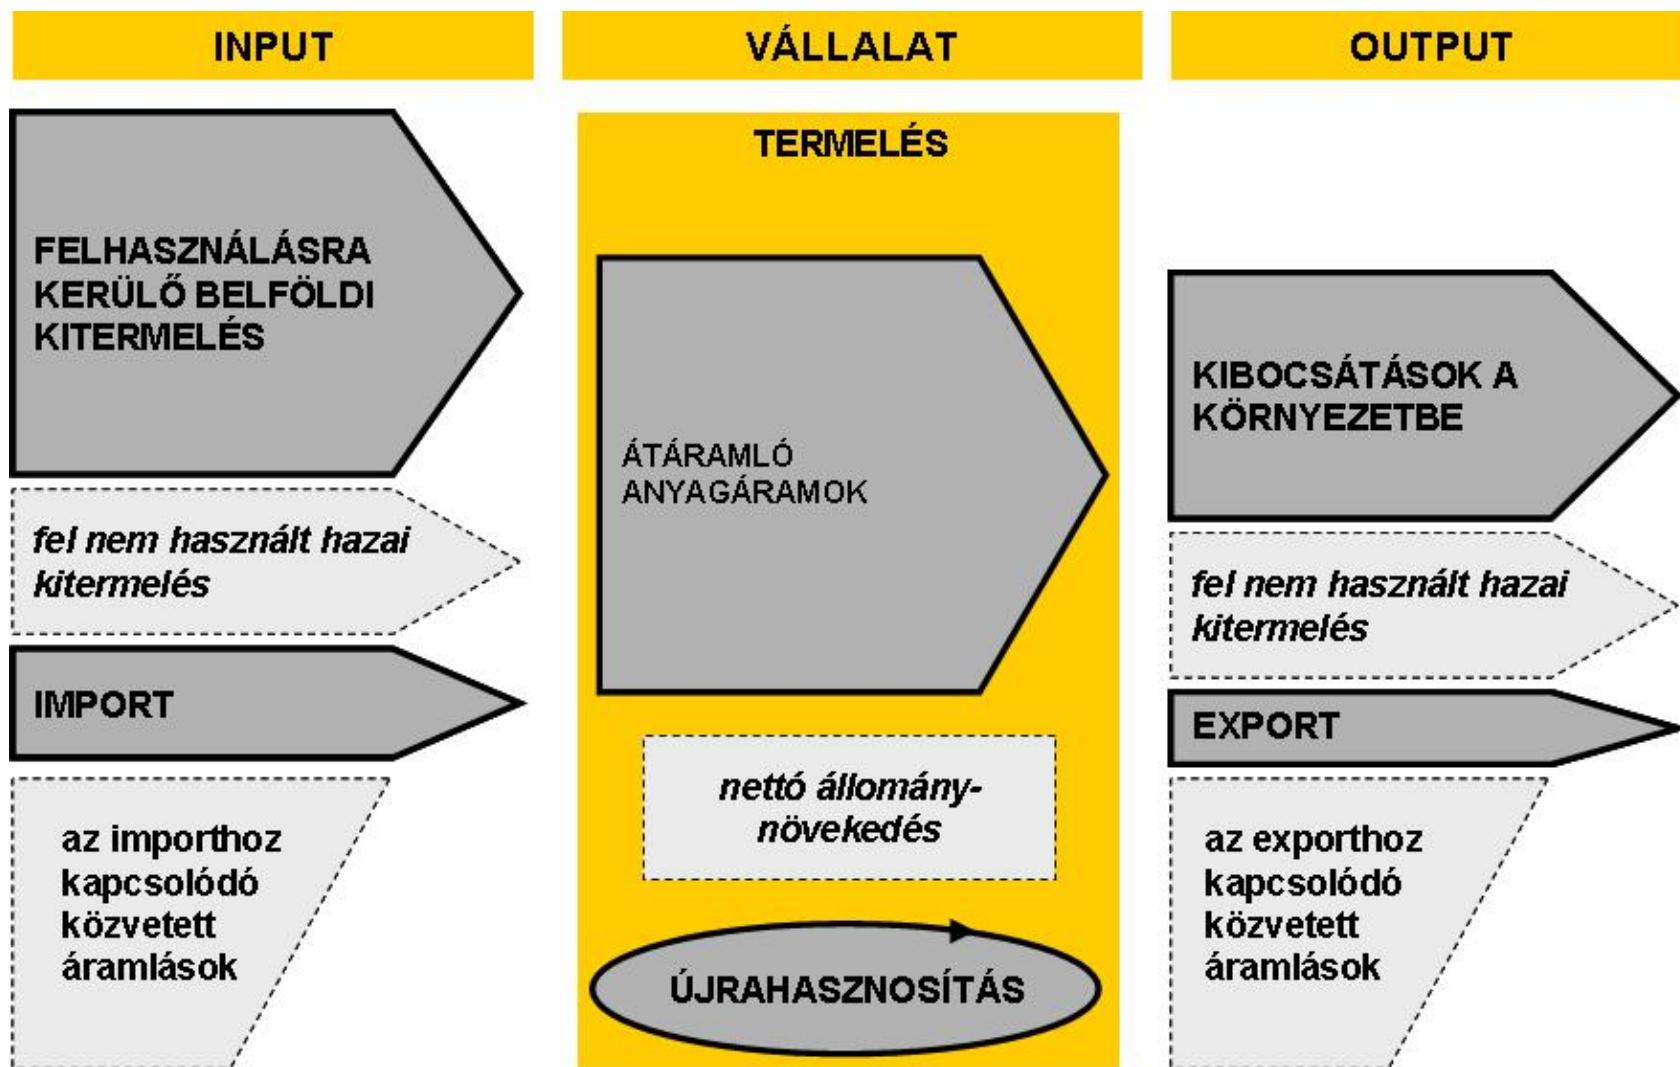 INPUT
VÁLLALAT
OUTPUT
FELHASZNÁLÁSRA
KERÜLŐ BELFÖLDI
KITERMELÉS
fel nem használt hazai
kitermelés
IMPORT
az importhoz
kapcsolódó
közvetett
áramlások
TERMELÉS
ÁTÁRAMLÓ
ANYAGÁRAMOK
nettó állomány-
növekedés
ÚJRAHASZNOSÍTÁS
KIBOCSÁTÁSOK A
KÖRNYEZETBE
fel nem használt hazai
kitermelés
EXPORT
az exporthoz
kapcsolódó
közvetett
áramlások